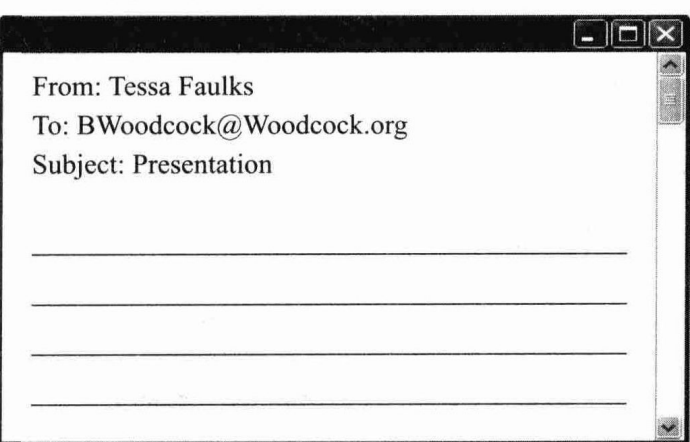 From: Tessa Faulks
To: BWoodcock@Woodcock.org
Subject: Presentation